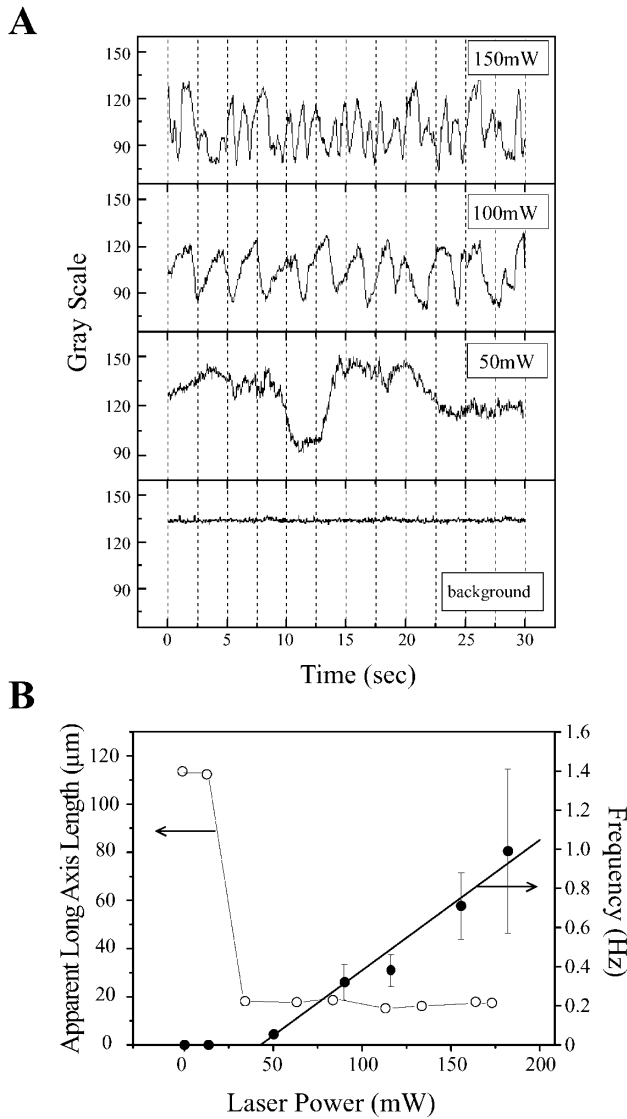 A
150mW
120
90
100mW
150
120
90
Gray Scale
50mW
150
120
90
150
120
90
background
0 5 10 15 20 25 30
Time (sec)
B
120
100
80
60
40
20
0
Apparent Long Axis Length (μm)
1.6
1.4
1.2
1.0
0.8
0.6
0.4
0.2
0
Frequency (Hz)
0 50 100 150 200
Laser Power (mW)